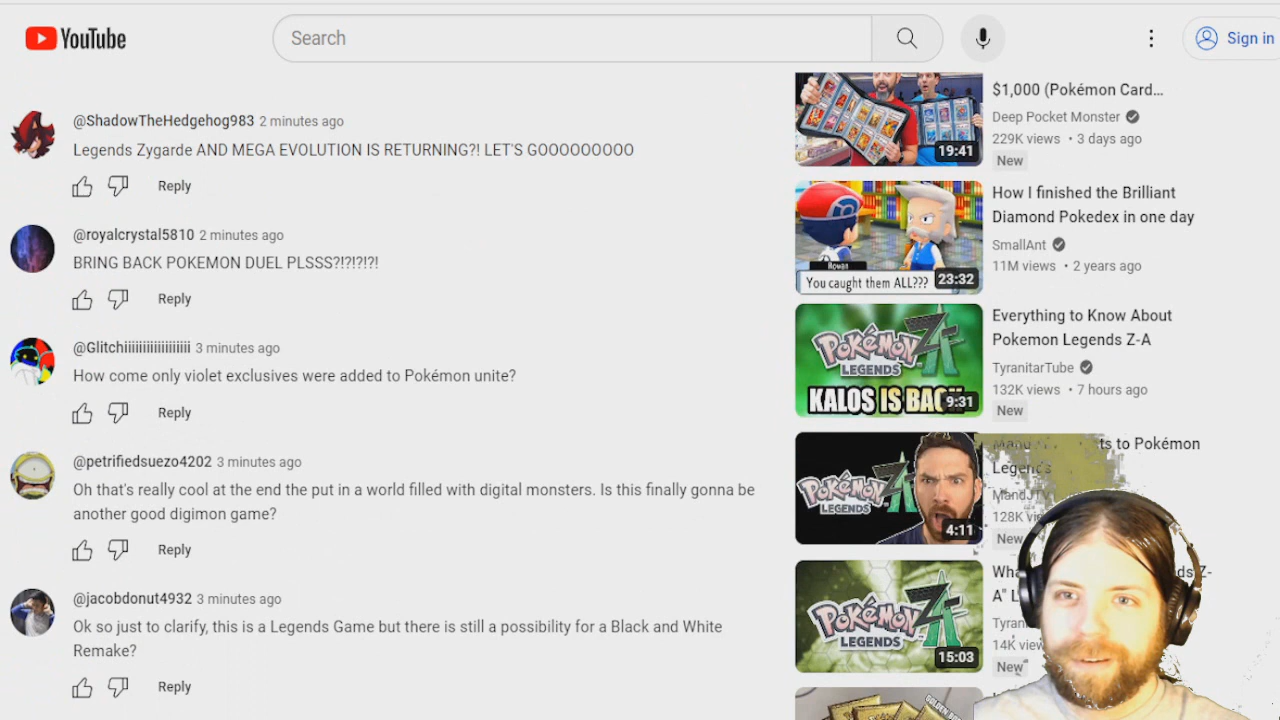 YouTube
Search
Sign in
@ShadowTheHedgehog983 2 minutes ago
Legends Zygarde AND MEGA EVOLUTION IS RETURNING?! LET'S GOOOOOOOOO
Reply
@royalcrystal5810 2 minutes ago
BRING BACK POKEMON DUEL PLSSS?!?!?!?!
Reply
@Glitchiiiiiiiiiiiiiiiiii 3 minutes ago
How come only violet exclusives were added to Pokémon unite?
Reply
@petrifiedsuezo4202 3 minutes ago
Oh that's really cool at the end the put in a world filled with digital monsters. Is this finally gonna be
another good digimon game?
Reply
@jacobdonut4932 3 minutes ago
Ok so just to clarify, this is a Legends Game but there is still a possibility for a Black and White
Remake?
Reply
19:41
$1,000 (Pokémon Card...
Deep Pocket Monster
229K views • 3 days ago
New
Rowan
You caught them ALL???
23:32
How I finished the Brilliant
Diamond Pokedex in one day
SmallAnt
11M views • 2 years ago
POKÉMON
LEGENDS
ZA
KALOS IS BACK
9:31
Everything to Know About
Pokemon Legends Z-A
TyranitarTube
132K views • 7 hours ago
New
POKÉMON
LEGENDS
4:11
ts to Pokémon
Legends
MandJTV
128K
New
POKÉMON
LEGENDS
ZA
15:03
14K
New